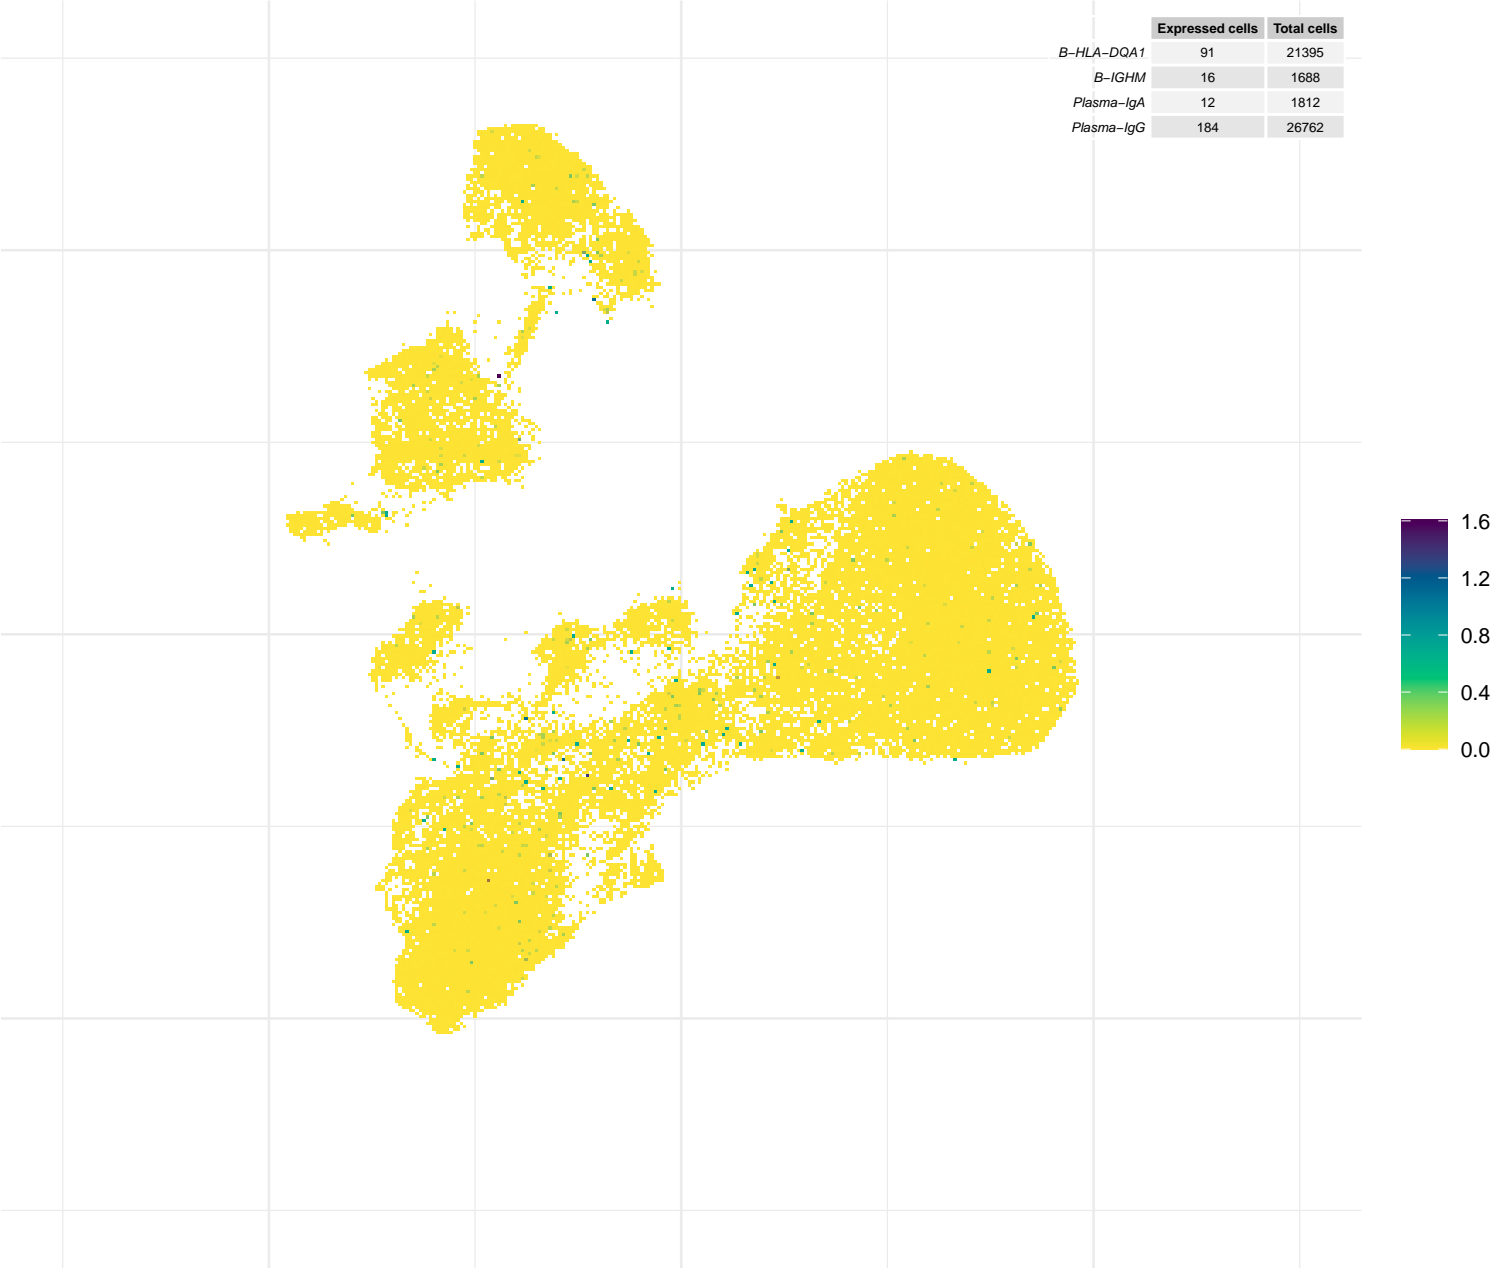 Expressed cells Total cells
B−HLA−DQA1 91 21395
B−IGHM 16 1688
Plasma−IgA 12 1812
Plasma−IgG 184 26762
1.6
1.2
0.8
0.4
0.0